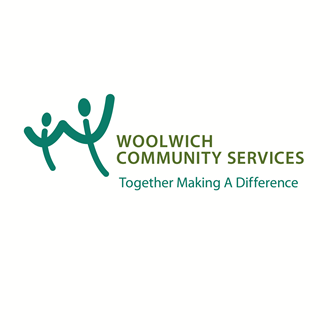 WOOLWICH
COMMUNITY SERVICES
Together Making A Difference